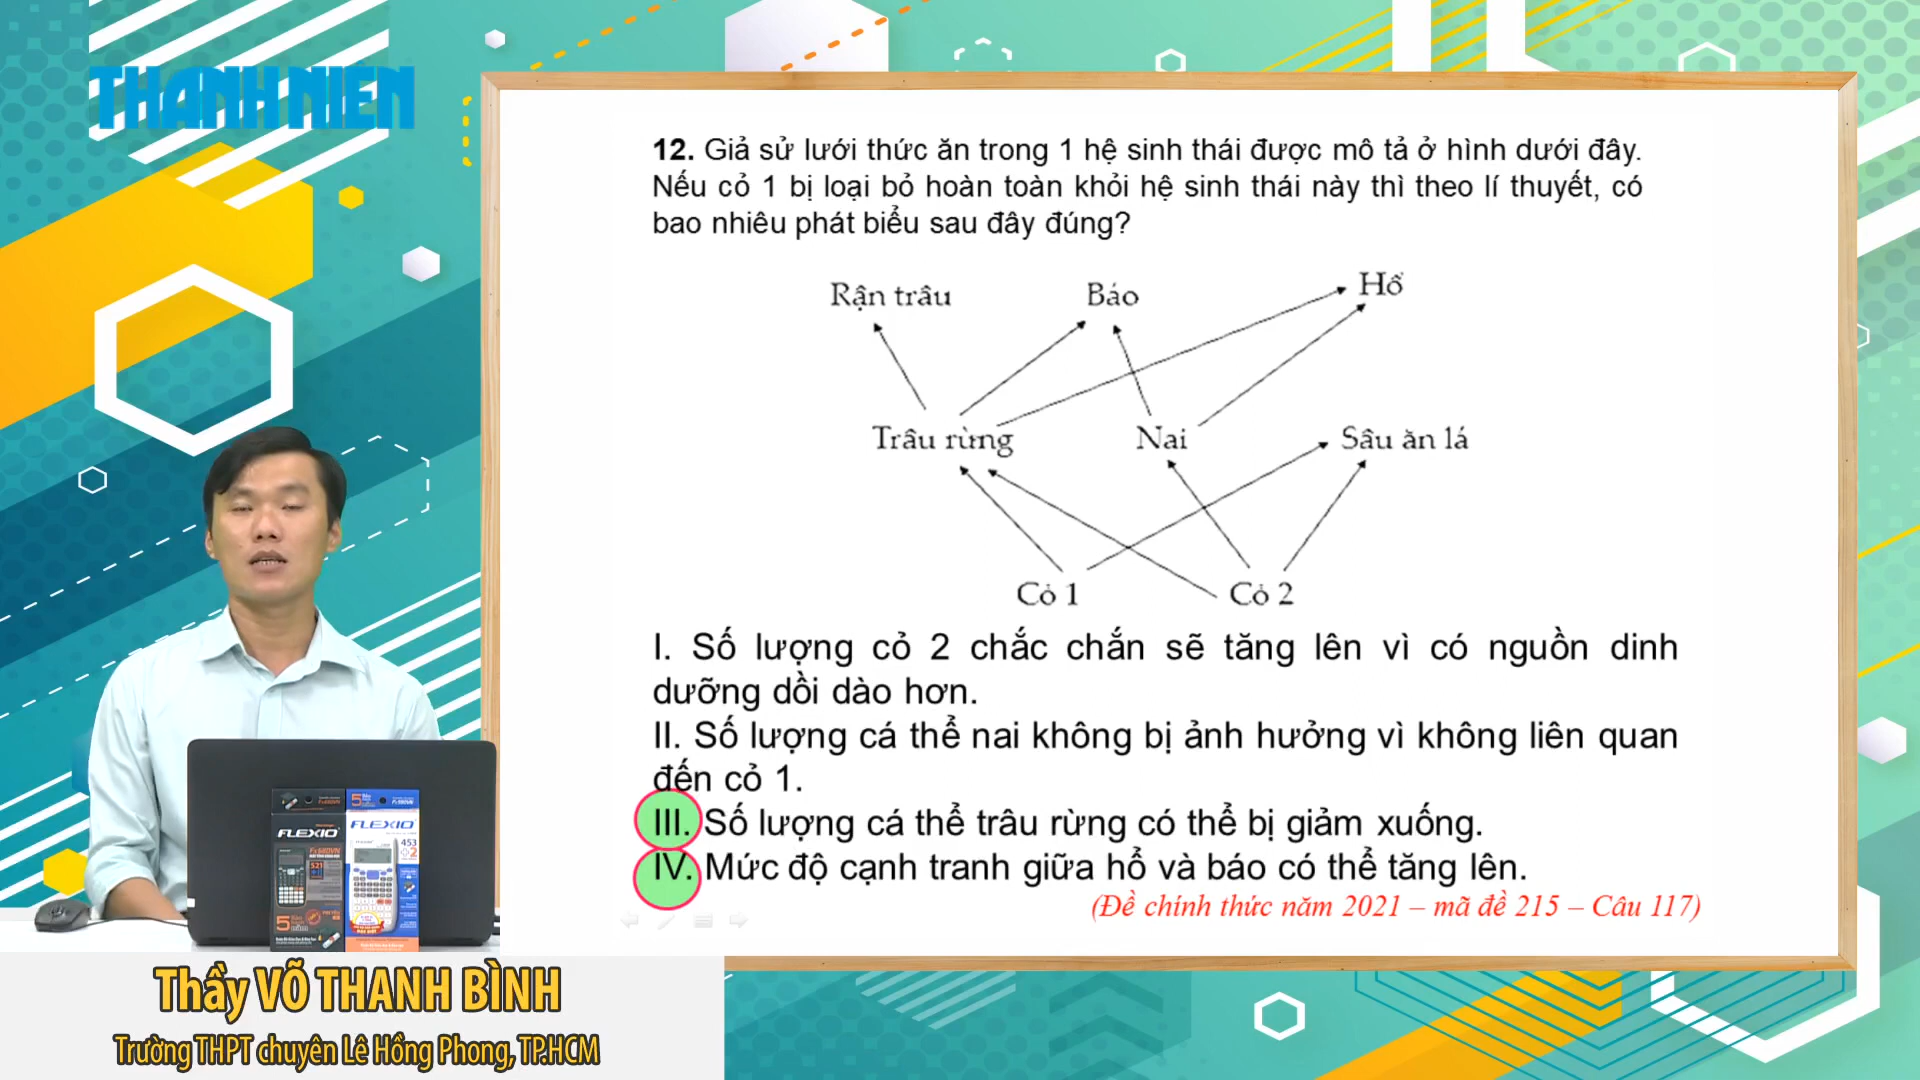 THANH NIÊN
12. Giả sử lưới thức ăn trong 1 hệ sinh thái được mô tả ở hình dưới đây.
Nếu cỏ 1 bị loại bỏ hoàn toàn khỏi hệ sinh thái này thì theo lí thuyết, có
bao nhiêu phát biểu sau đây đúng?
Rận trâu
Báo
Hổ
Trâu rừng
Nai
Sâu ăn lá
Cỏ 1
Cỏ 2
I. Số lượng cỏ 2 chắc chắn sẽ tăng lên vì có nguồn dinh
dưỡng dồi dào hơn.
II. Số lượng cá thể nai không bị ảnh hưởng vì không liên quan
đến cỏ 1.
III. Số lượng cá thể trâu rừng có thể bị giảm xuống.
IV. Mức độ cạnh tranh giữa hổ và báo có thể tăng lên.
(Đề chính thức năm 2021 – mã đề 215 – Câu 117)
FLEXIO
Fx680VN
521
5 năm
FLEXIO
453
+2
Thầy VÕ THANH BÌNH
Trường THPT chuyên Lê Hồng Phong, TP.HCM